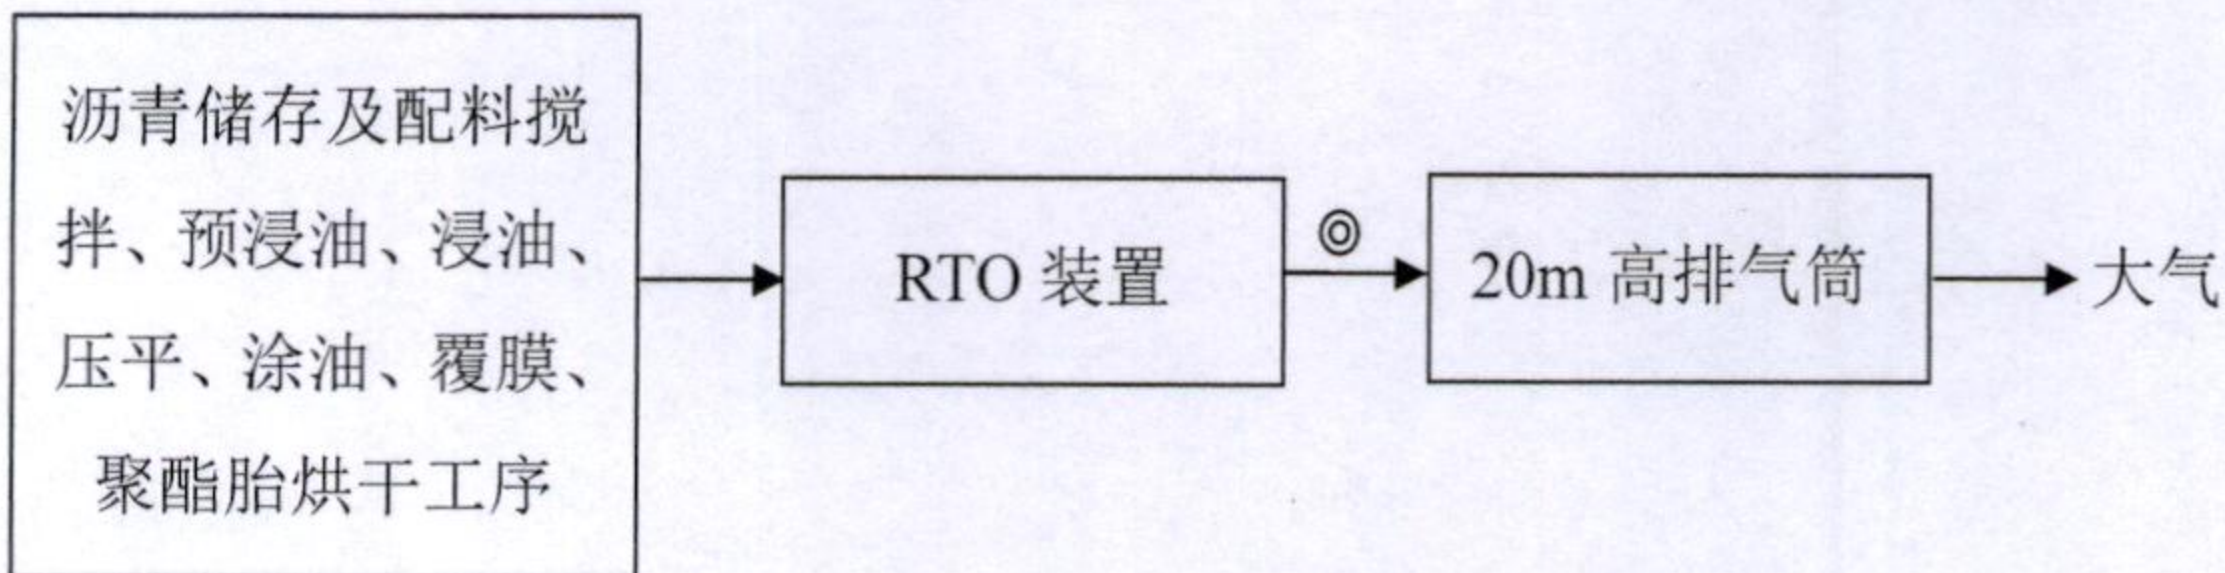 沥青储存及配料搅
拌、预浸油、浸油、
压平、涂油、覆膜、
聚酯胎烘干工序
RTO 装置
◎
20m 高排气筒
大气